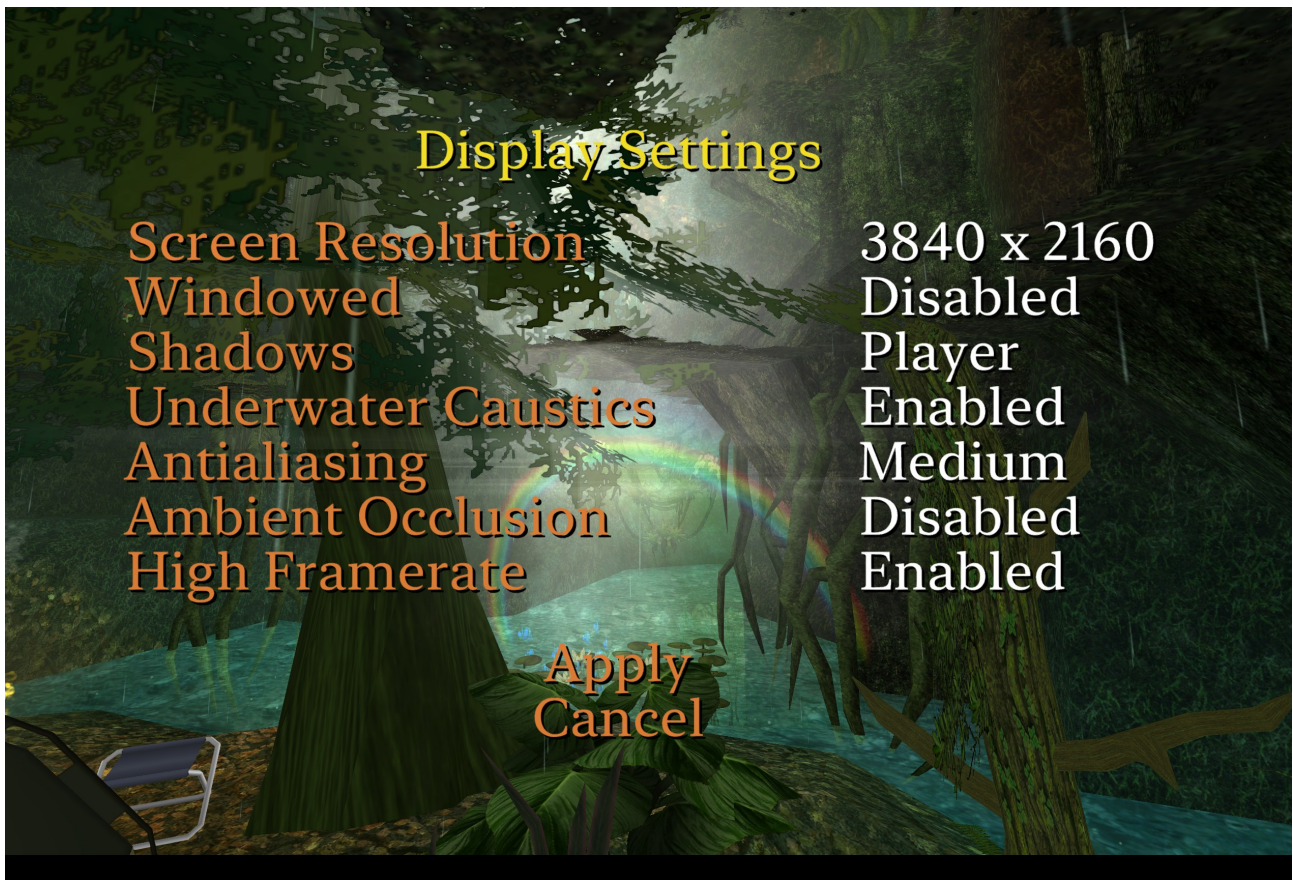 Display Settings
Screen Resolution 3840 x 2160
Windowed Disabled
Shadows Player
Underwater Caustics Enabled
Antialiasing Medium
Ambient Occlusion Disabled
High Framerate Enabled
Apply
Cancel